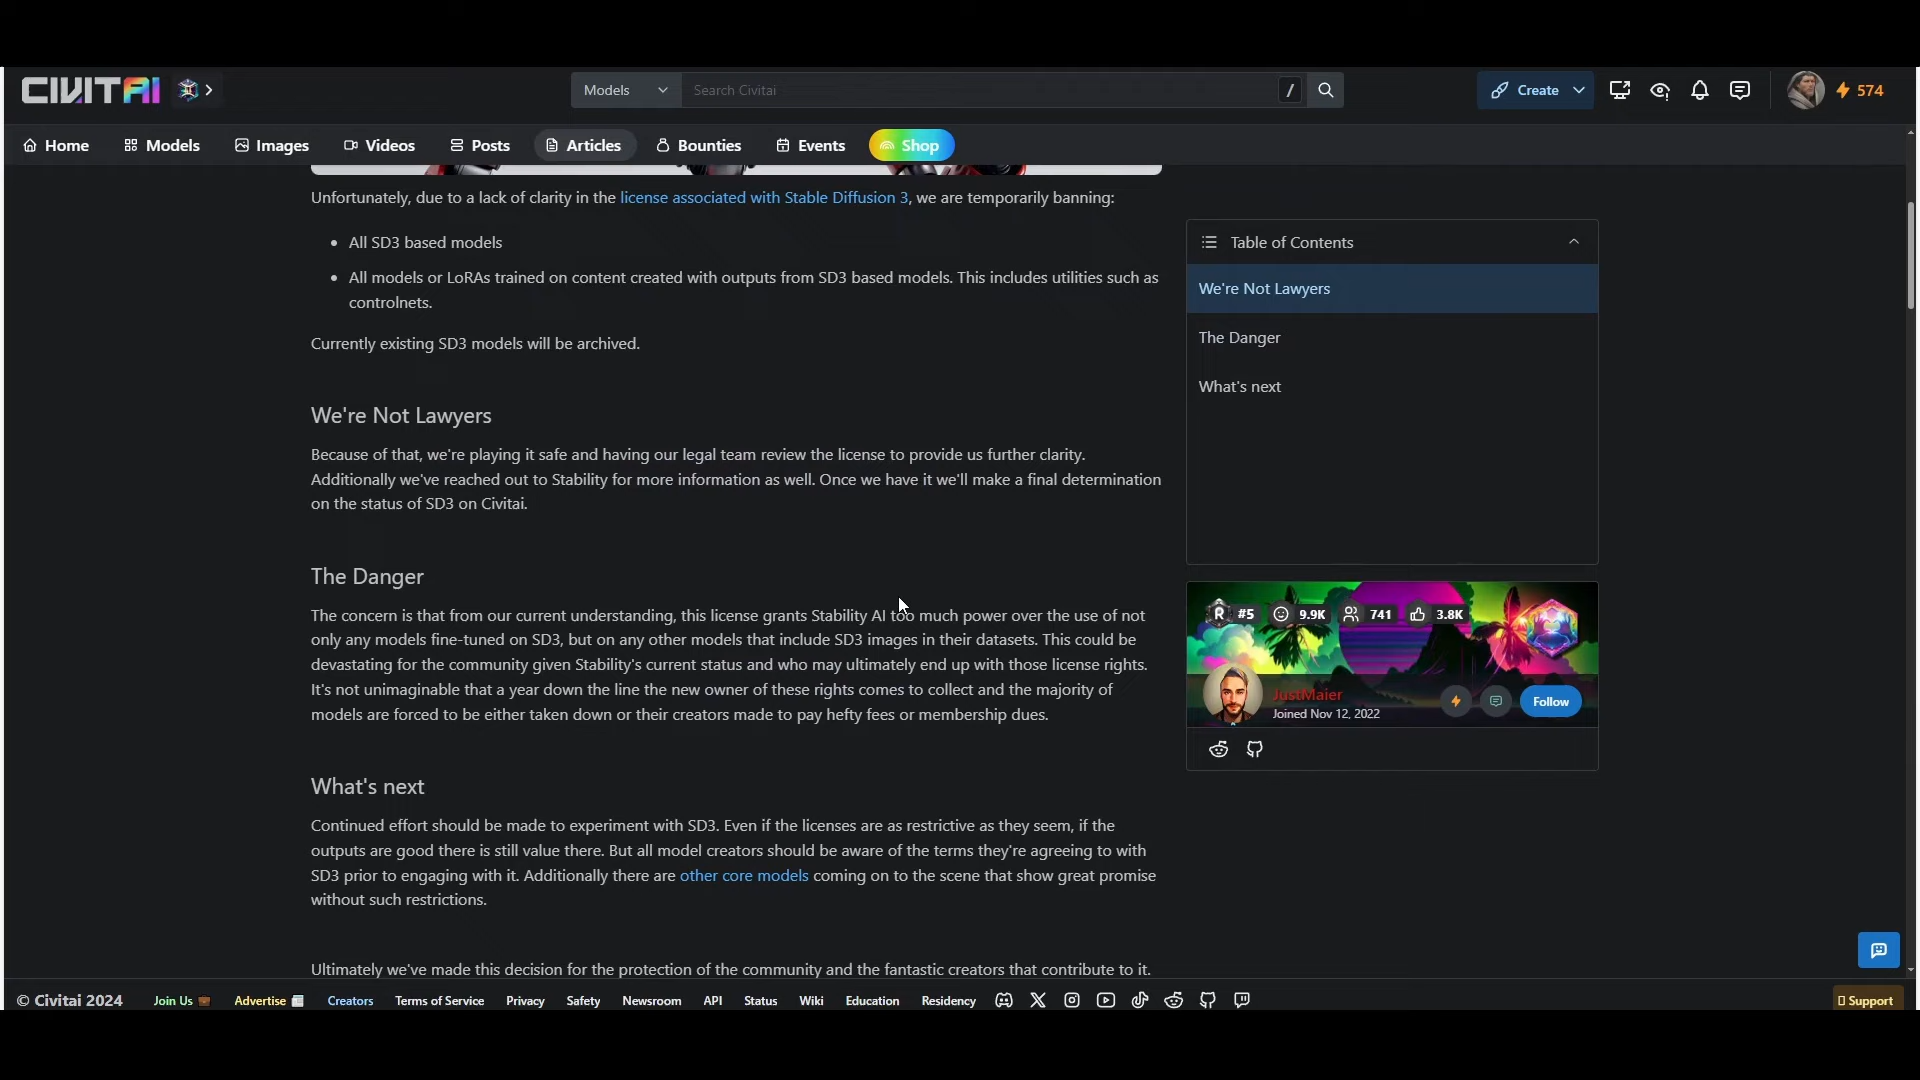 CIVITAI
Models
Search Civitai
/
Create
574
Home
Models
Images
Videos
Posts
Articles
Bounties
Events
Shop
Unfortunately, due to a lack of clarity in the license associated with Stable Diffusion 3, we are temporarily banning:
All SD3 based models
All models or LoRAs trained on content created with outputs from SD3 based models. This includes utilities such as
controlnets.
Currently existing SD3 models will be archived.
We're Not Lawyers
Because of that, we're playing it safe and having our legal team review the license to provide us further clarity.
Additionally we've reached out to Stability for more information as well. Once we have it we'll make a final determination
on the status of SD3 on Civitai.
The Danger
The concern is that from our current understanding, this license grants Stability AI too much power over the use of not
only any models fine-tuned on SD3, but on any other models that include SD3 images in their datasets. This could be
devastating for the community given Stability's current status and who may ultimately end up with those license rights.
It's not unimaginable that a year down the line the new owner of these rights comes to collect and the majority of
models are forced to be either taken down or their creators made to pay hefty fees or membership dues.
What's next
Continued effort should be made to experiment with SD3. Even if the licenses are as restrictive as they seem, if the
outputs are good there is still value there. But all model creators should be aware of the terms they're agreeing to with
SD3 prior to engaging with it. Additionally there are other core models coming on to the scene that show great promise
without such restrictions.
Ultimately we've made this decision for the protection of the community and the fantastic creators that contribute to it.
Table of Contents
We're Not Lawyers
The Danger
What's next
R #5
9.9K
741
3.8K
JustMaier
Joined Nov 12, 2022
Follow
© Civitai 2024
Join Us
Advertise
Creators
Terms of Service
Privacy
Safety
Newsroom
API
Status
Wiki
Education
Residency
Support